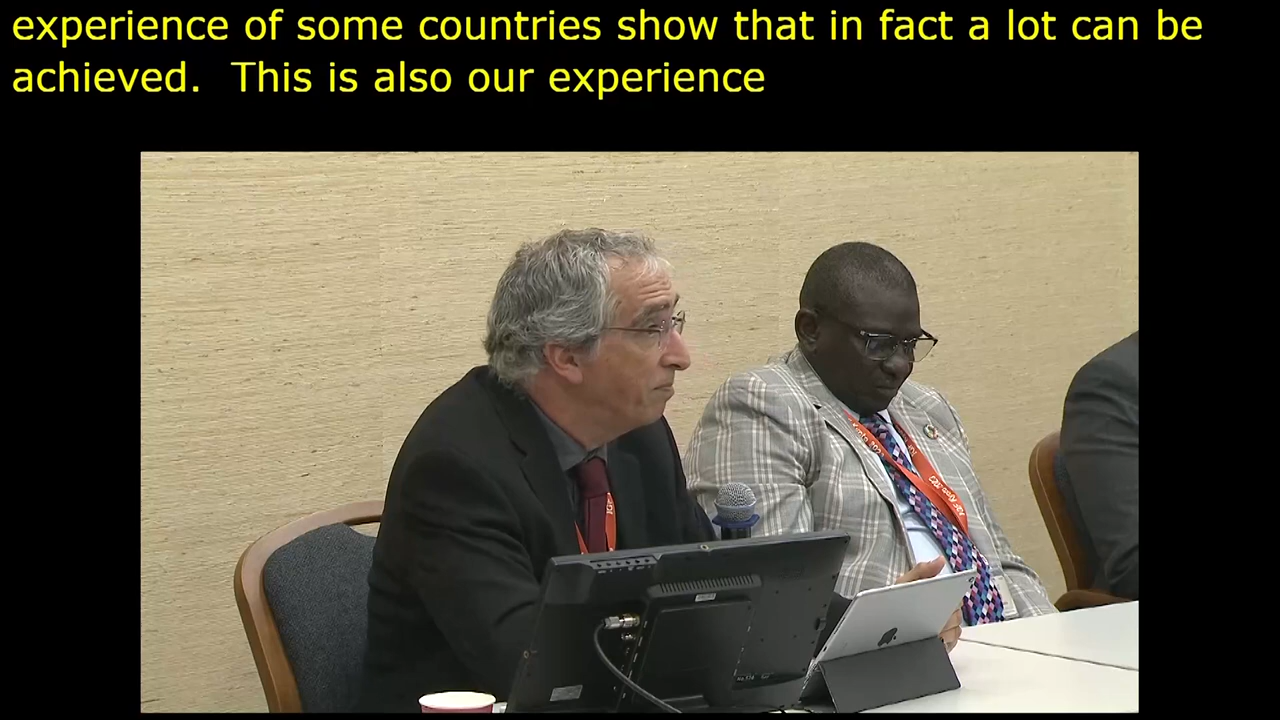 experience of some countries show that in fact a lot can be
achieved.  This is also our experience